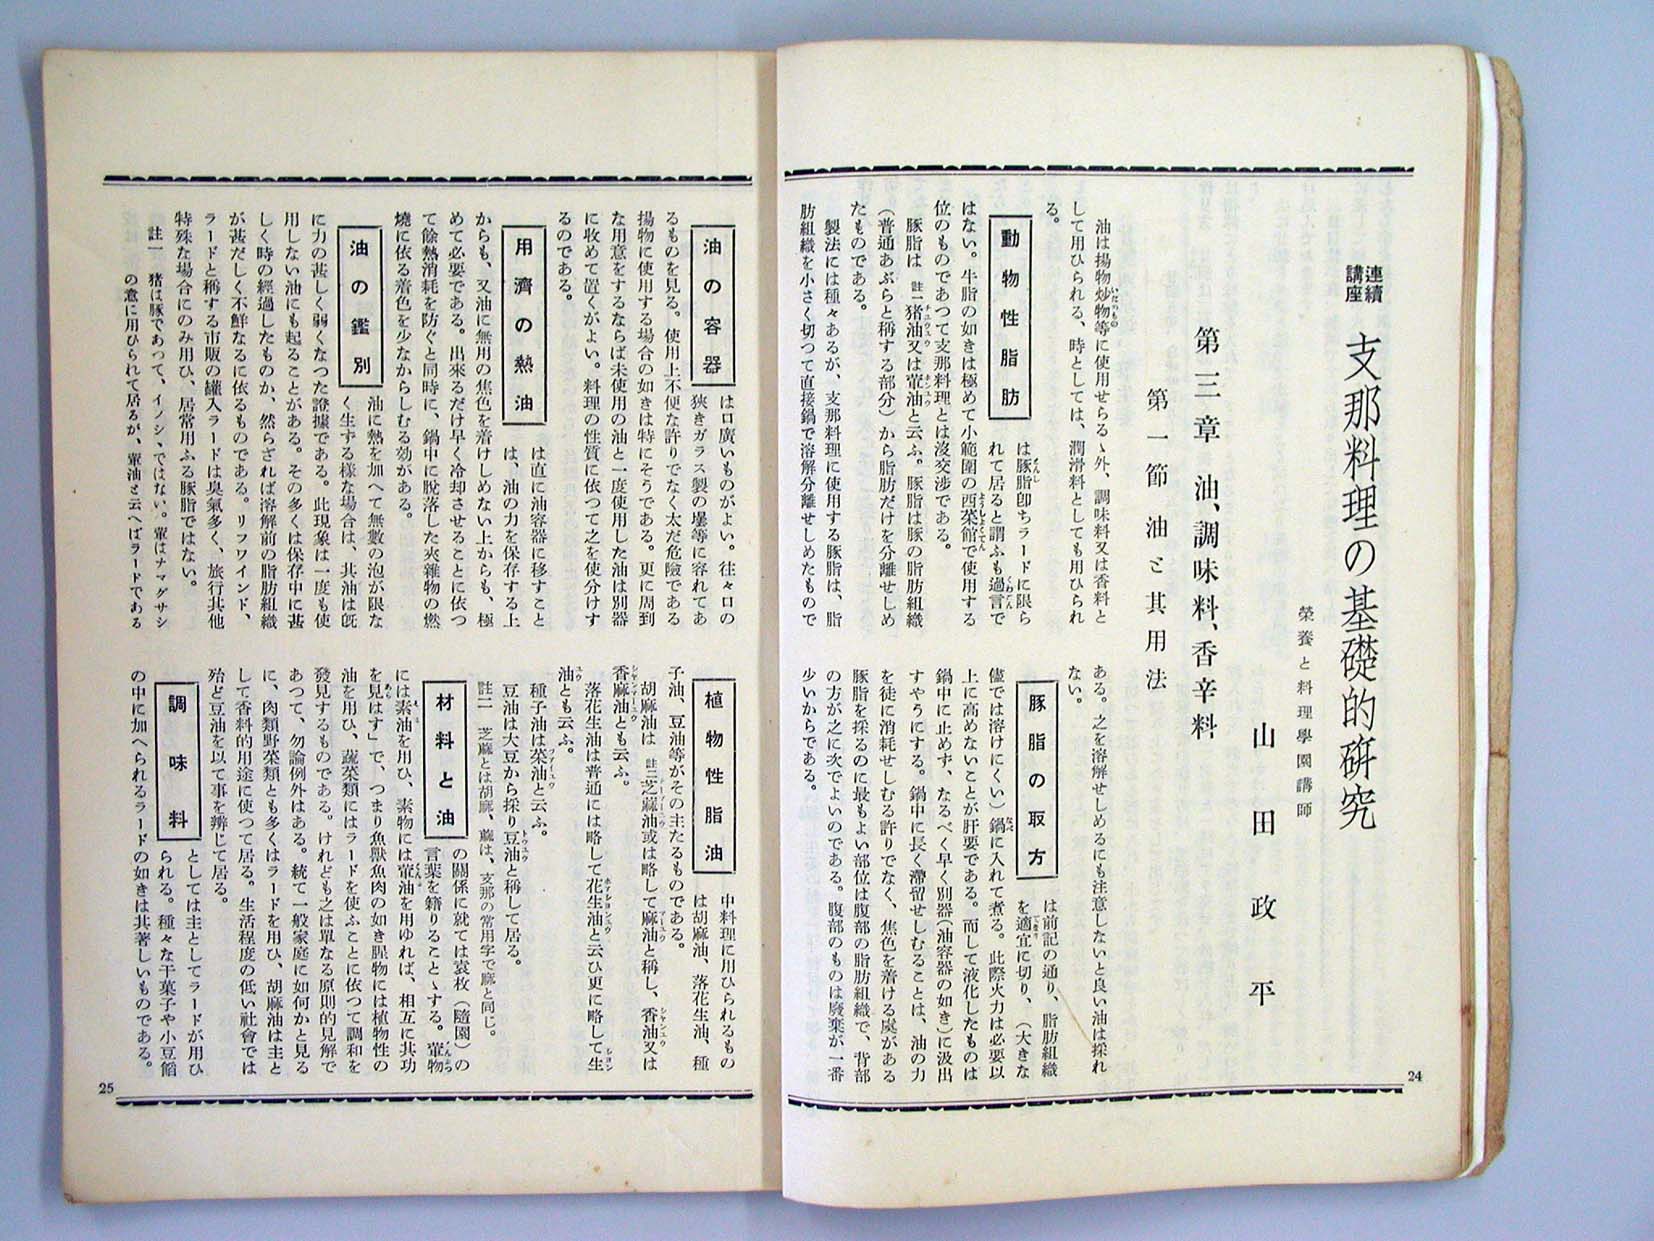 連續
講座
支那料理の基礎的研究
榮養と料理學園講師
山田政平
第三章 油、調味料、香辛料
第一節 油と其用法
油は揚物炒物等に使用せらるゝ外、調味料又は香料と
して用ひられる、時としては、潤滑料としても用ひられ
る。
動物性脂肪
は豚脂卽ちラードに限ら
れて居ると謂ふも過言で
はない。牛脂の如きは極めて小範圍の西菜館で使用する
位のものであつて支那料理とは沒交渉である。
豚脂は 註一猪油又は葷油と云ふ。豚脂は豚の脂肪組織
(普通あぶらと稱する部分)から脂肪だけを分離せしめ
たものである。
製法には種々あるが、支那料理に使用する豚脂は、脂
肪組織を小さく切つて直接鍋で溶解分離せしめたもので
ある。之を溶解せしめるにも注意しないと良い油は採れ
ない。
豚脂の取方
は前記の通り、脂肪組織
を適宜に切り、(大きな
儘では溶けにくい)鍋に入れて煮る。此際火力は必要以
上に高めないことが肝要である。而して液化したものは
鍋中に止めず、なるべく早く別器(油容器の如き)に汲出
すやうにする。鍋中に長く滯留せしむることは、油の力
を徒に消耗せしむる許りでなく、焦色を着ける虞がある
豚脂を採るのに最もよい部位は腹部の脂肪組織で、背部
の方が之に次でよいのである。腹部のものは廢棄が一番
少いからである。
24
油の容器
は口廣いものがよい。往々口の
狹きガラス製の壜等に容れてあ
るものを見る。使用上不便な許りでなく太だ危險である
揚物に使用する場合の如きは特にそうである。更に周到
な用意をするならば未使用の油と一度使用した油は別器
に收めて置くがよい。料理の性質に依つて之を使分けす
るのである。
用濟の熱油
は直に油容器に移すこと
は、油の力を保存する上
からも、又油に無用の焦色を着けしめない上からも、極
めて必要である。出來るだけ早く冷却させることに依つ
て餘熱消耗を防ぐと同時に、鍋中に脫落した夾雜物の燃
燒に依る着色を少なからしむる効がある。
油の鑑別
油に熱を加へて無數の泡が限な
く生ずる樣な場合は、其油は旣
に力の甚しく弱くなつた證據である。此現象は一度も使
用しない油にも起ることがある。その多くは保存中に甚
しく時の經過したものか、然らざれば溶解前の脂肪組織
が甚だしく不鮮なるに依るものである。リフワインド、
ラードと稱する市販の罐入ラードは臭氣多く、旅行共他
特殊な場合にのみ用ひ、居常用ふる豚脂ではない。
註一 猪は豚であって、イノシゝではない。葷はナマグサシ
の意に用ひられて居るが、葷油と云へばラードである
植物性脂油
中料理に用ひられるもの
は胡麻油、落花生油、種
子油、豆油等がその主たるものである。
胡麻油は 註二芝蔴油或は略して麻油と稱し、香油又は
香麻油とも云ふ。
落花生油は普通には略して花生油と云ひ更に略して生
油とも云ふ。
種子油は菜油と云ふ。
豆油は大豆から採り豆油と稱して居る。
註二 芝蔴とは胡麻、蔴は、支那の常用字で麻と同じ。
材料と油
の關係に就ては袁枚(隨園)の
言葉を籍りることゝする。葷物
には素油を用ひ、素物には葷油を用ゆれば、相互に其功
を見はす」で、つまり魚獸魚肉の如き腥物には植物性の
油を用ひ、蔬菜類にはラードを使ふことに依つて調和を
發見するものである。けれども之は單なる原則的見解で
あつて、勿論例外はある。統て一般家庭に如何かと見る
に、肉類野菜類とも多くはラードを用ひ、胡麻油は主と
して香料的用途に使つて居る。生活程度の低い社會では
殆ど豆油を以て事を辨じて居る。
調味料
としては主としてラードが用ひ
られる。種々な干菓子や小豆餡
の中に加へられるラードの如きは其著しいものである。
25